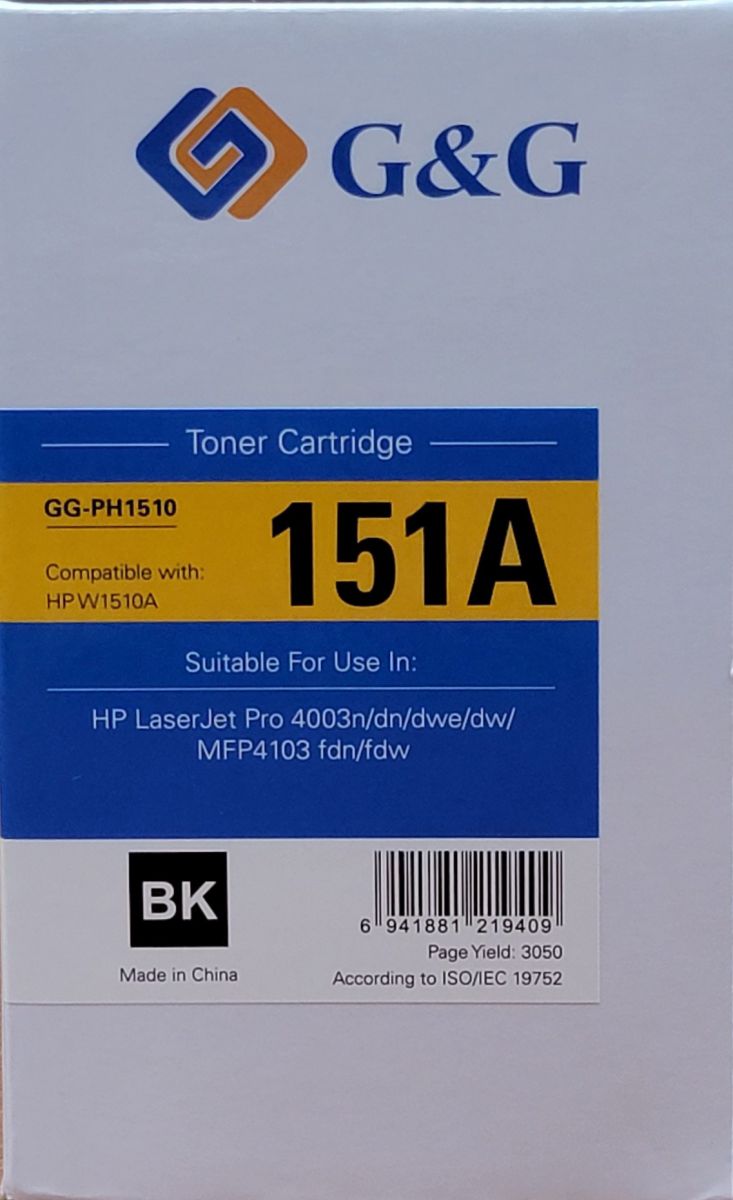 G&G
Toner Cartridge
GG-PH1510
151A
Compatible with:
HP W1510A
Suitable For Use In:
HP LaserJet Pro 4003n/dn/dwe/dw/
MFP4103 fdn/fdw
BK
6 941881 219409
Page Yield: 3050
Made in China
According to ISO/IEC 19752